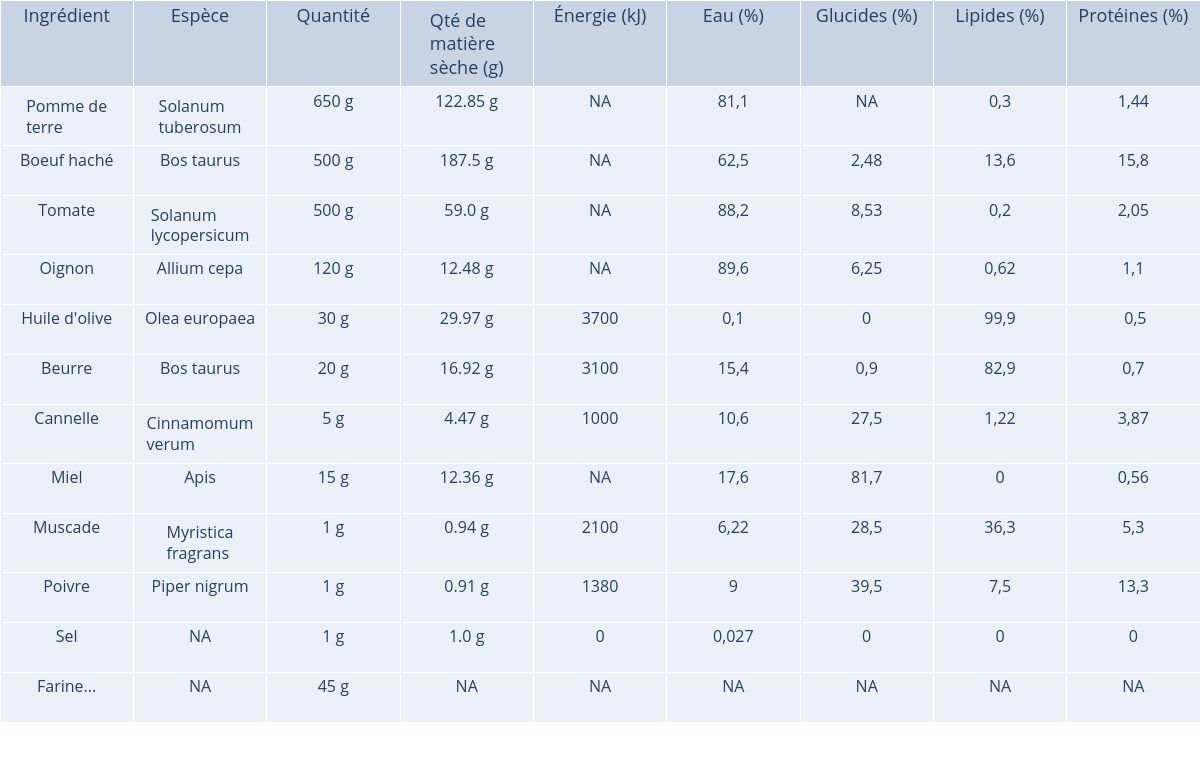 Ingrédient Espèce Quantité Qté de matière sèche (g) Énergie (kJ) Eau (%) Glucides (%) Lipides (%) Protéines (%)
Pomme de terre Solanum tuberosum 650 g 122.85 g NA 81,1 NA 0,3 1,44
Boeuf haché Bos taurus 500 g 187.5 g NA 62,5 2,48 13,6 15,8
Tomate Solanum lycopersicum 500 g 59.0 g NA 88,2 8,53 0,2 2,05
Oignon Allium cepa 120 g 12.48 g NA 89,6 6,25 0,62 1,1
Huile d'olive Olea europaea 30 g 29.97 g 3700 0,1 0 99,9 0,5
Beurre Bos taurus 20 g 16.92 g 3100 15,4 0,9 82,9 0,7
Cannelle Cinnamomum verum 5 g 4.47 g 1000 10,6 27,5 1,22 3,87
Miel Apis 15 g 12.36 g NA 17,6 81,7 0 0,56
Muscade Myristica fragrans 1 g 0.94 g 2100 6,22 28,5 36,3 5,3
Poivre Piper nigrum 1 g 0.91 g 1380 9 39,5 7,5 13,3
Sel NA 1 g 1.0 g 0 0,027 0 0 0
Farine... NA 45 g NA NA NA NA NA NA